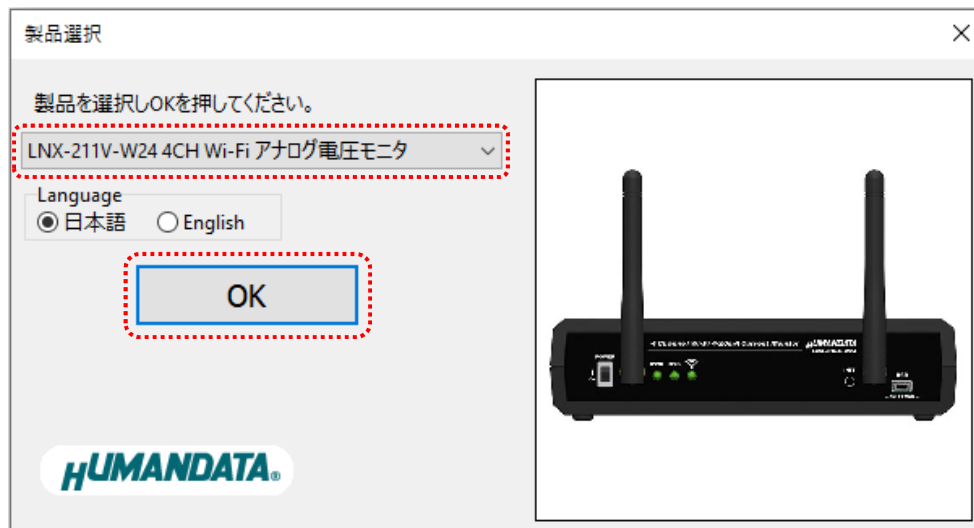 製品選択
製品を選択しOKを押してください。
LNX-211V-W24 4CH Wi-Fi アナログ電圧モニタ
Language
日本語 English
OK
HUMANDATA®
HUMANDATA
POWER